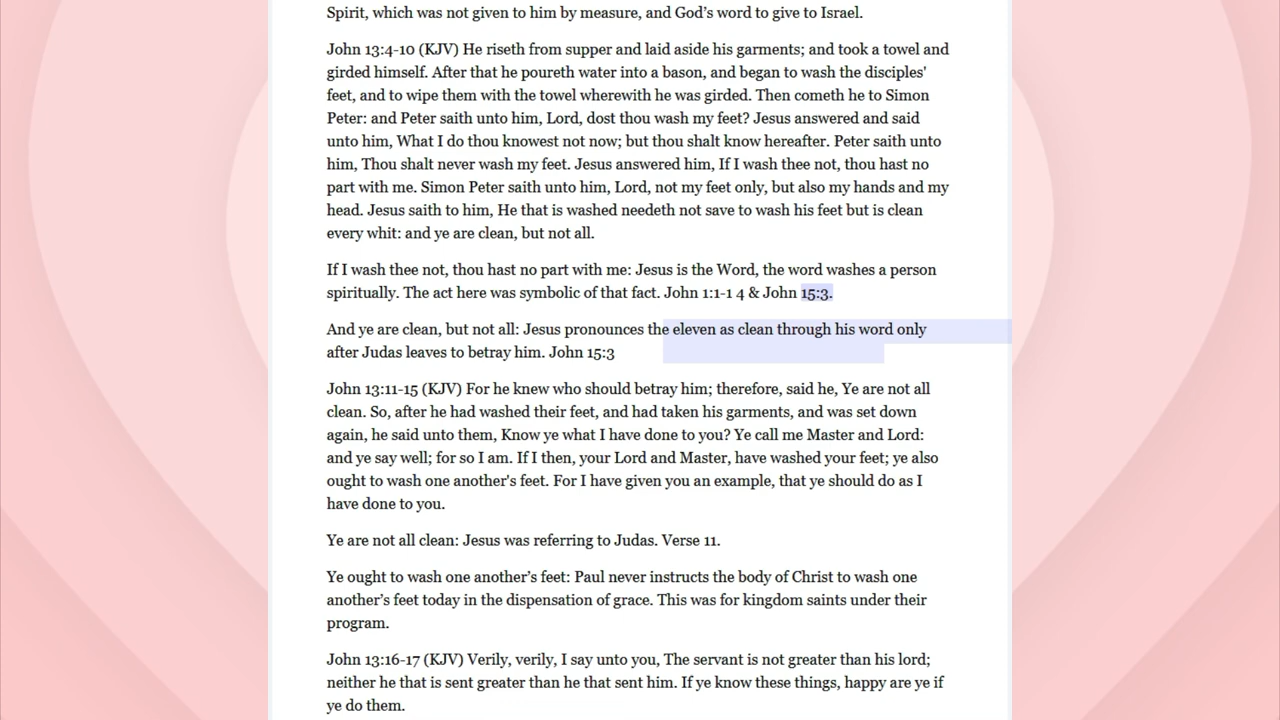 Spirit, which was not given to him by measure, and God’s word to give to Israel.
John 13:4-10 (KJV) He riseth from supper and laid aside his garments; and took a towel and
girded himself. After that he poureth water into a bason, and began to wash the disciples'
feet, and to wipe them with the towel wherewith he was girded. Then cometh he to Simon
Peter: and Peter saith unto him, Lord, dost thou wash my feet? Jesus answered and said
unto him, What I do thou knowest not now; but thou shalt know hereafter. Peter saith unto
him, Thou shalt never wash my feet. Jesus answered him, If I wash thee not, thou hast no
part with me. Simon Peter saith unto him, Lord, not my feet only, but also my hands and my
head. Jesus saith to him, He that is washed needeth not save to wash his feet but is clean
every whit: and ye are clean, but not all.
If I wash thee not, thou hast no part with me: Jesus is the Word, the word washes a person
spiritually. The act here was symbolic of that fact. John 1:1-1 4 & John 15:3.
And ye are clean, but not all: Jesus pronounces the eleven as clean through his word only
after Judas leaves to betray him. John 15:3
John 13:11-15 (KJV) For he knew who should betray him; therefore, said he, Ye are not all
clean. So, after he had washed their feet, and had taken his garments, and was set down
again, he said unto them, Know ye what I have done to you? Ye call me Master and Lord:
and ye say well; for so I am. If I then, your Lord and Master, have washed your feet; ye also
ought to wash one another's feet. For I have given you an example, that ye should do as I
have done to you.
Ye are not all clean: Jesus was referring to Judas. Verse 11.
Ye ought to wash one another’s feet: Paul never instructs the body of Christ to wash one
another’s feet today in the dispensation of grace. This was for kingdom saints under their
program.
John 13:16-17 (KJV) Verily, verily, I say unto you, The servant is not greater than his lord;
neither he that is sent greater than he that sent him. If ye know these things, happy are ye if
ye do them.